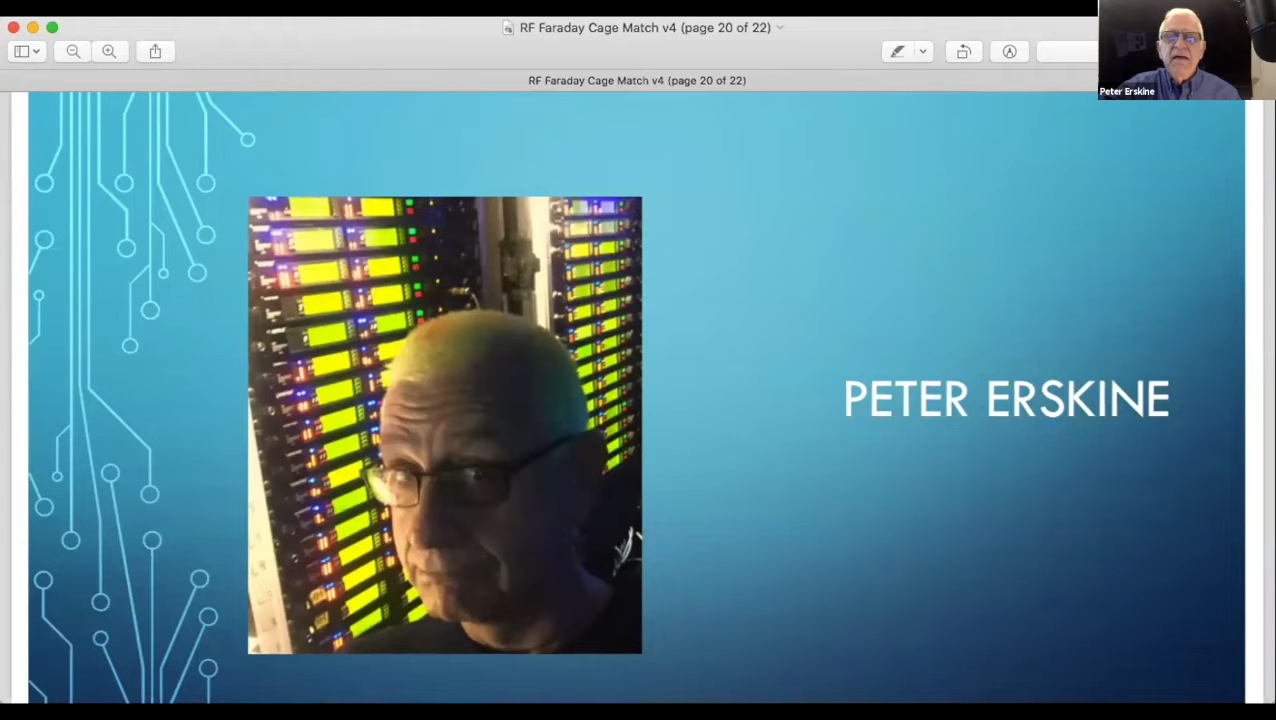 RF Faraday Cage Match v4 (page 20 of 22)
RF Faraday Cage Match v4 (page 20 of 22)
Peter Erskine
PETER ERSKINE